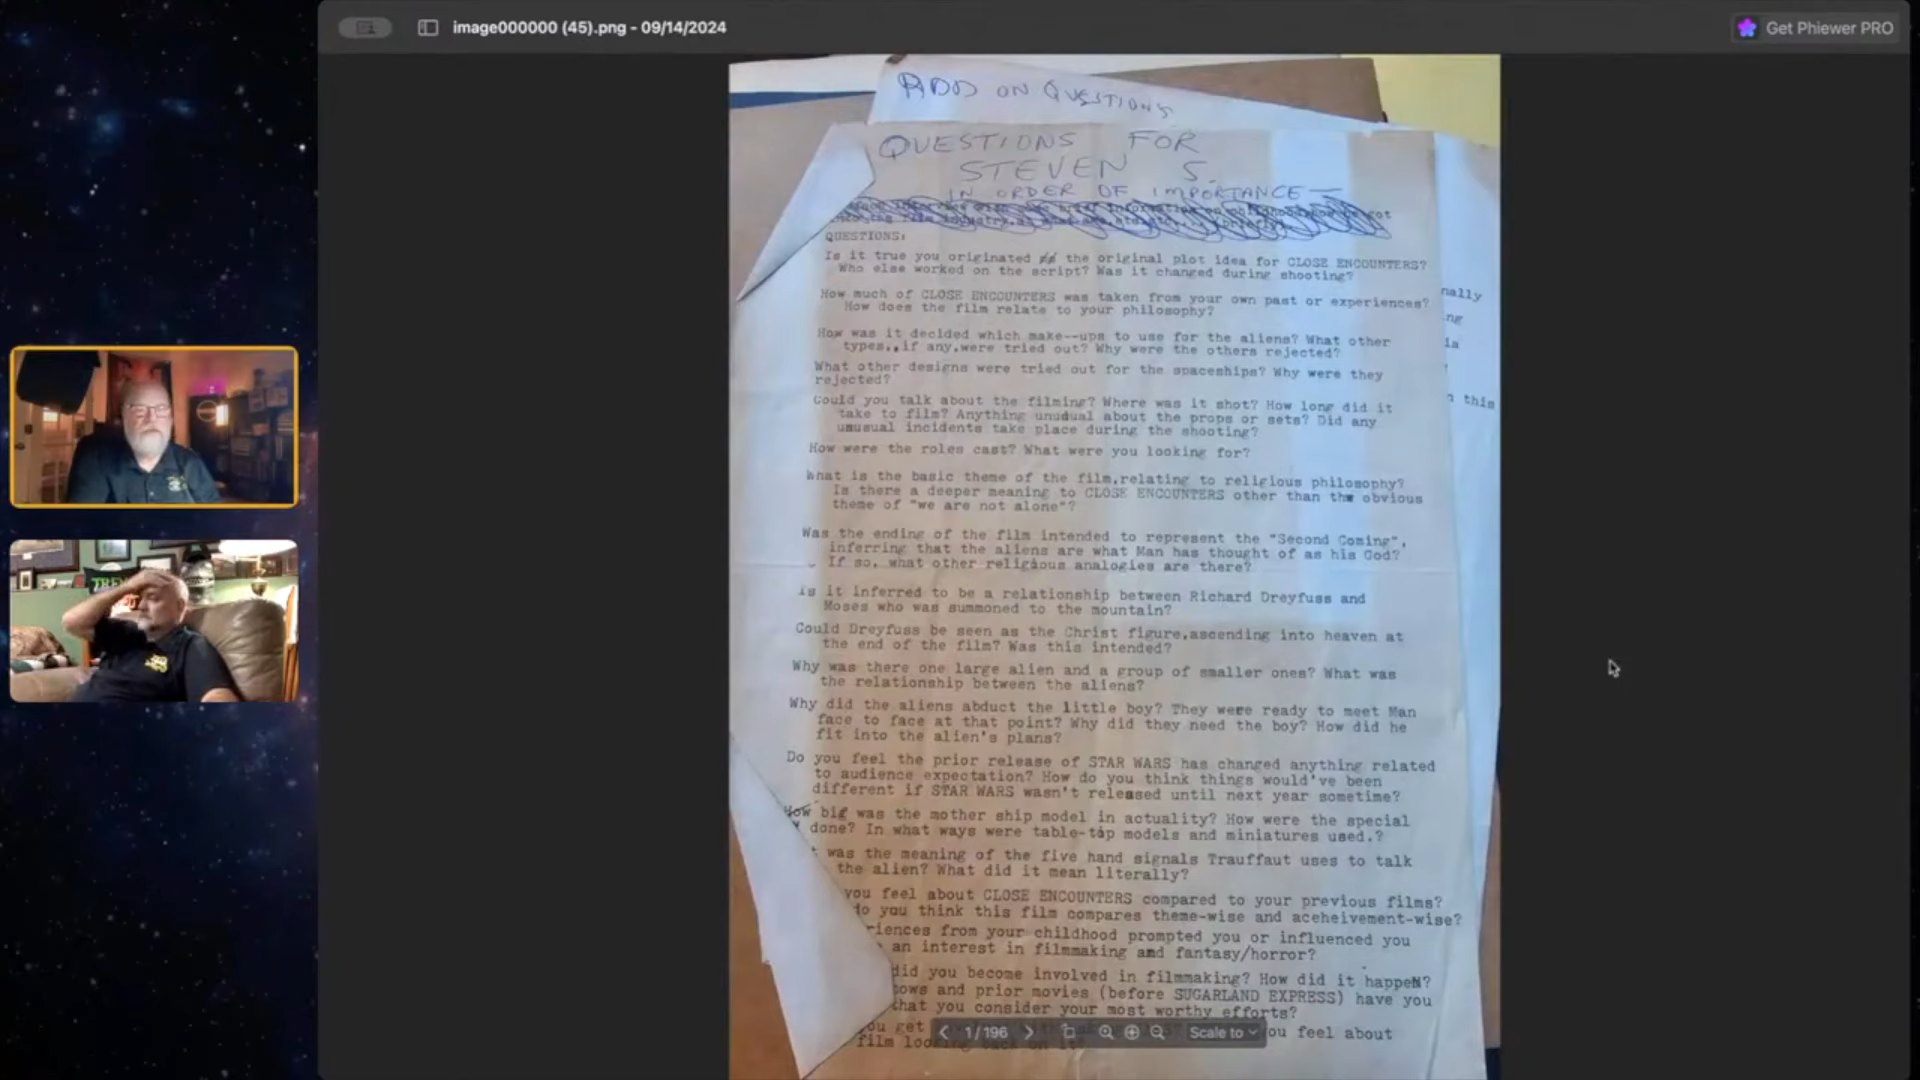 image000000 (45).png - 09/14/2024
Get Phiewer PRO
ADD ON QUESTIONS
QUESTIONS FOR
STEVEN S.
IN ORDER OF IMPORTANCE —
QUESTIONS:
Is it true you originated the original plot idea for CLOSE ENCOUNTERS?
Who else worked on the script? Was it changed during shooting?
How much of CLOSE ENCOUNTERS was taken from your own past or experiences?
How does the film relate to your philosophy?
How was it decided which make--ups to use for the aliens? What other
types,,if any,were tried out? Why were the others rejected?
What other designs were tried out for the spaceships? Why were they
rejected?
Could you talk about the filming? Where was it shot? How long did it
take to film? Anything unusual about the props or sets? Did any
unusual incidents take place during the shooting?
How were the roles cast? What were you looking for?
What is the basic theme of the film,relating to religious philosophy?
Is there a deeper meaning to CLOSE ENCOUNTERS other than the obvious
theme of "we are not alone"?
Was the ending of the film intended to represent the "Second Coming",
inferring that the aliens are what Man has thought of as his God?
If so, what other religious analogies are there?
Is it inferred to be a relationship between Richard Dreyfuss and
Moses who was summoned to the mountain?
Could Dreyfuss be seen as the Christ figure,ascending into heaven at
the end of the film? Was this intended?
Why was there one large alien and a group of smaller ones? What was
the relationship between the aliens?
Why did the aliens abduct the little boy? They were ready to meet Man
face to face at that point? Why did they need the boy? How did he
fit into the alien's plans?
Do you feel the prior release of STAR WARS has changed anything related
to audience expectation? How do you think things would've been
different if STAR WARS wasn't released until next year sometime?
How big was the mother ship model in actuality? How were the special
done? In what ways were table-top models and miniatures used.?
was the meaning of the five hand signals Trauffaut uses to talk
the alien? What did it mean literally?
you feel about CLOSE ENCOUNTERS compared to your previous films?
do you think this film compares theme-wise and aceheivement-wise?
riences from your childhood prompted you or influenced you
an interest in filmmaking and fantasy/horror?
did you become involved in filmmaking? How did it happeN?
and prior movies (before SUGARLAND EXPRESS) have you
that you consider your most worthy efforts?
you get
ou feel about
film
nally
ng
this
1 / 196
Scale to